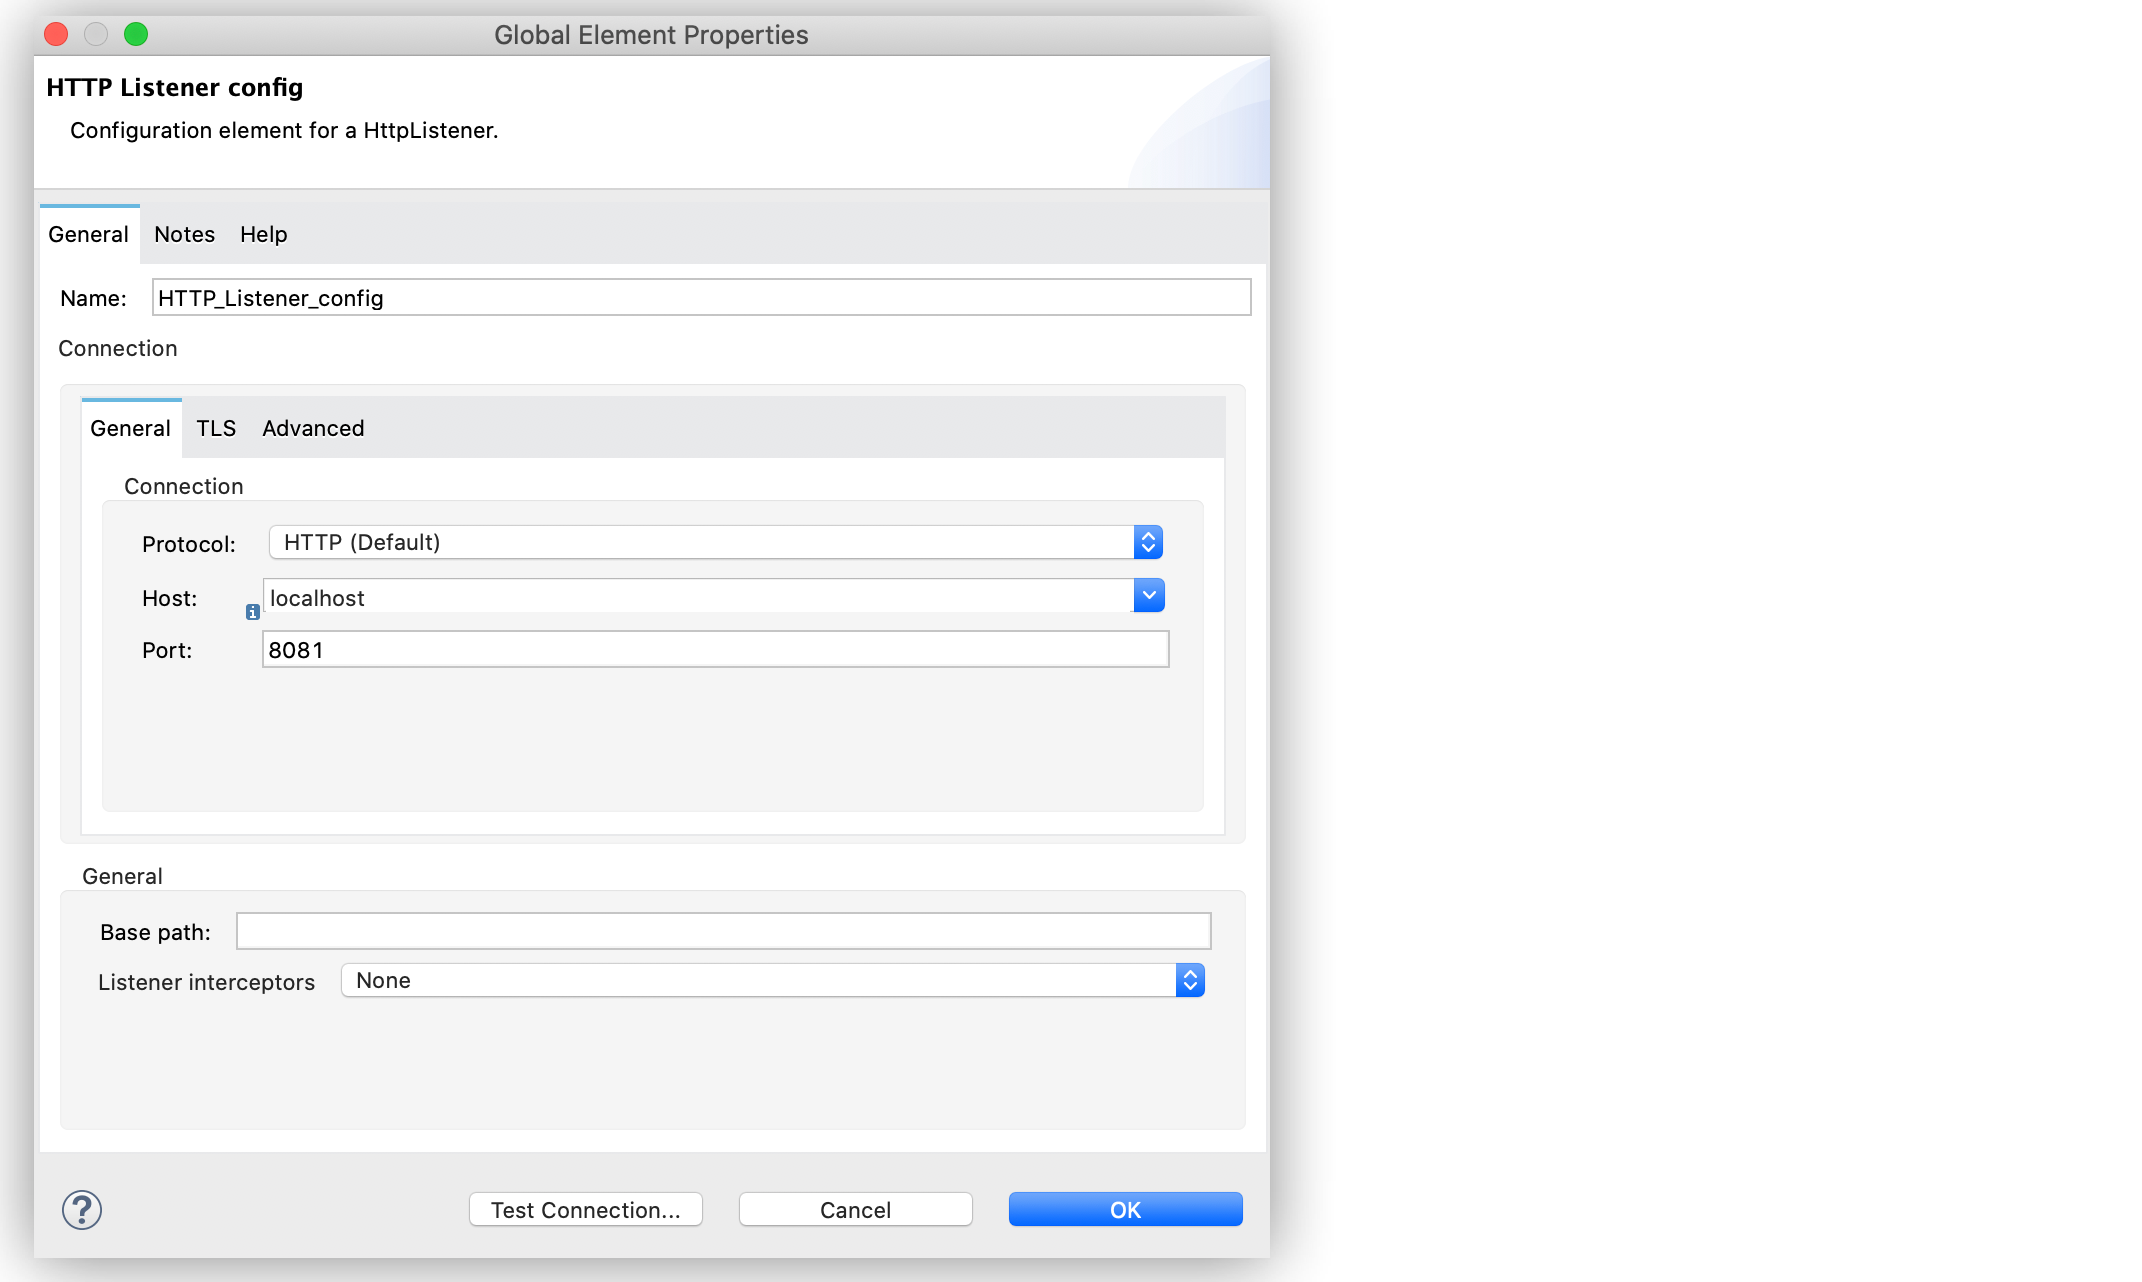 Global Element Properties
HTTP Listener config
Configuration element for a HttpListener.
General Notes Help
Name: HTTP_Listener_config
Connection
General TLS Advanced
Connection
Protocol: HTTP (Default)
Host: localhost
Port: 8081
General
Base path:
Listener interceptors None
Test Connection... Cancel OK